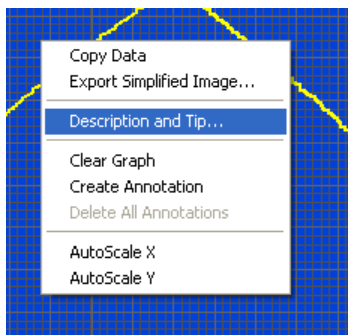 Copy Data
Export Simplified Image...
Description and Tip...
Clear Graph
Create Annotation
Delete All Annotations
AutoScale X
AutoScale Y